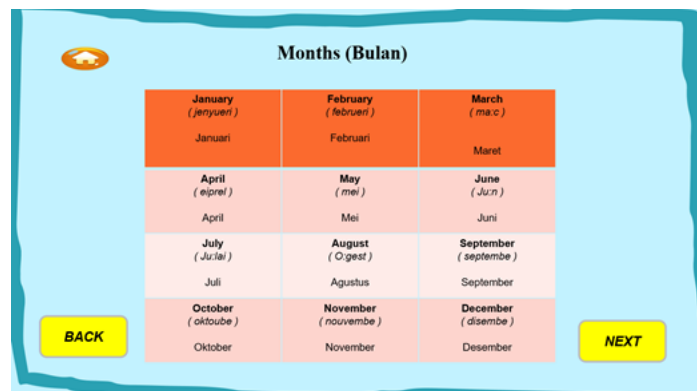 Months (Bulan)
January February March
( jenyueri ) ( februeri ) ( ma:c )
Januari Februari
Maret
April May June
( eiprel ) ( mei ) ( Ju:n )
April Mei Juni
July August September
( Ju:lai ) ( O:gest ) ( septembe )
Juli Agustus September
October November December
( oktoube ) ( nouvembe ) ( disembe )
Oktober November Desember
BACK
NEXT